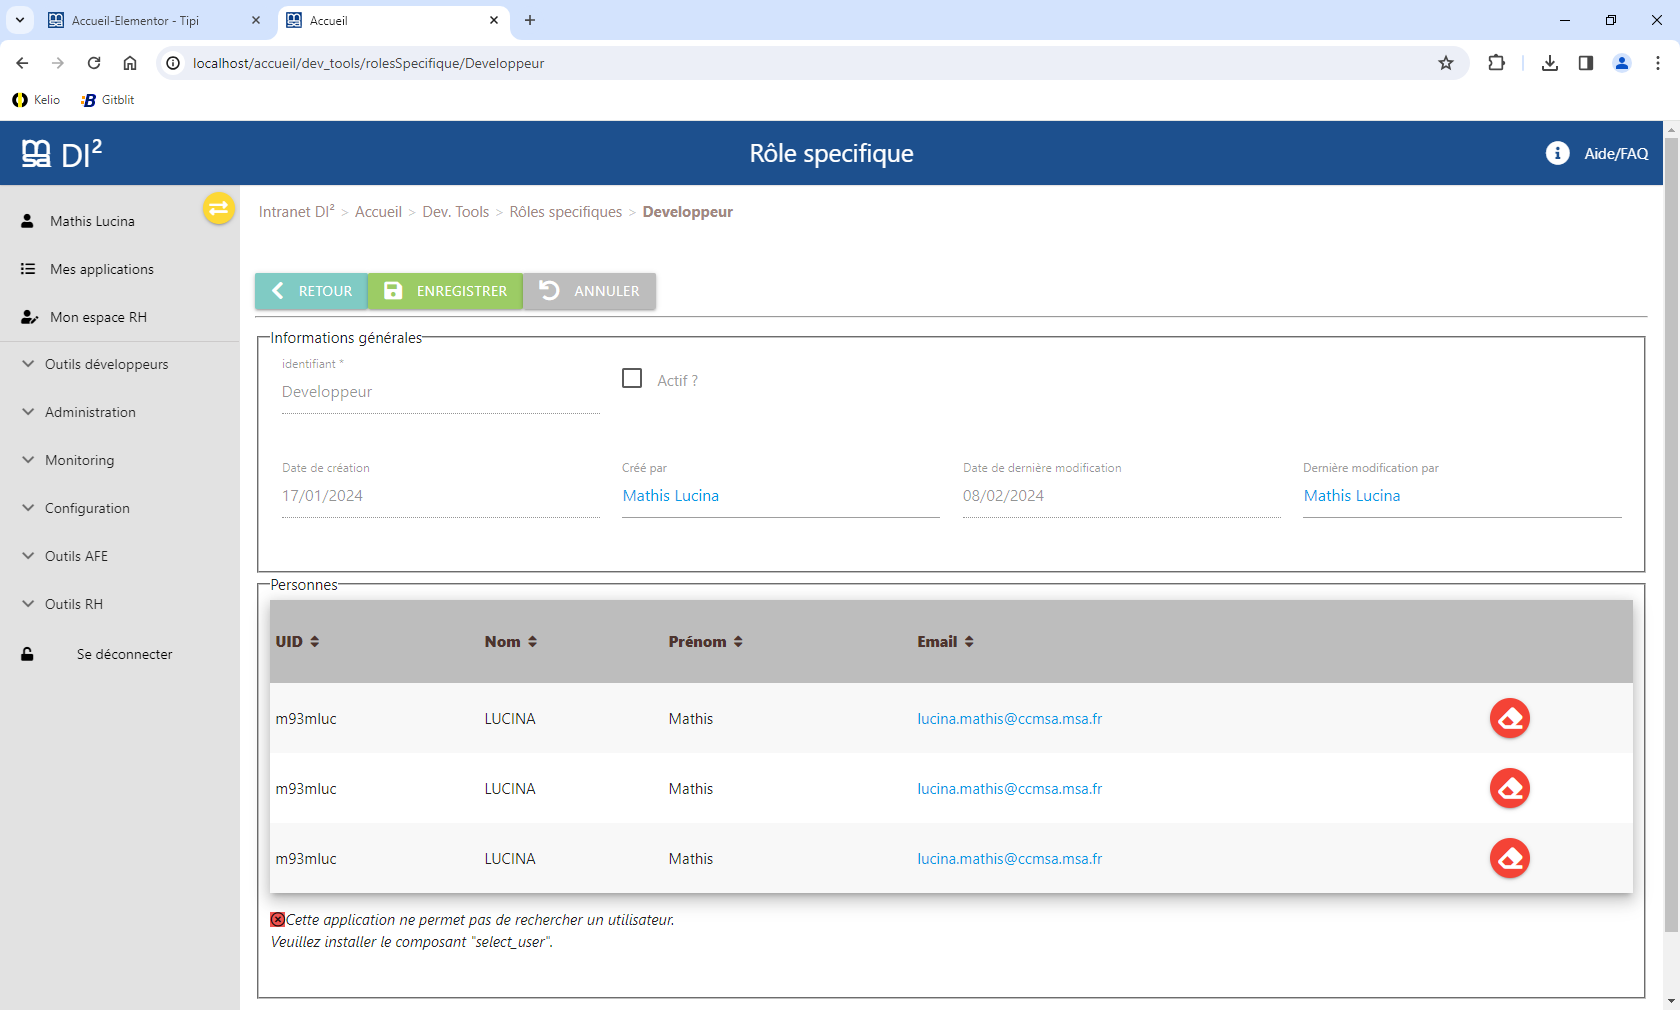 Accueil-Elementor - Tipi
Accueil
localhost/accueil/dev_tools/rolesSpecifique/Developpeur
Kelio
Gitblit
msa DI²
Rôle specifique
Aide/FAQ
Mathis Lucina
Mes applications
Mon espace RH
Outils développeurs
Administration
Monitoring
Configuration
Outils AFE
Outils RH
Se déconnecter
Intranet DI² > Accueil > Dev. Tools > Rôles specifiques > Developpeur
RETOUR
ENREGISTRER
ANNULER
Informations générales
identifiant *
Developpeur
Actif ?
Date de création
17/01/2024
Créé par
Mathis Lucina
Date de dernière modification
08/02/2024
Dernière modification par
Mathis Lucina
Personnes
UID Nom Prénom Email
m93mluc LUCINA Mathis lucina.mathis@ccmsa.msa.fr
m93mluc LUCINA Mathis lucina.mathis@ccmsa.msa.fr
m93mluc LUCINA Mathis lucina.mathis@ccmsa.msa.fr
Cette application ne permet pas de rechercher un utilisateur.
Veuillez installer le composant "select_user".